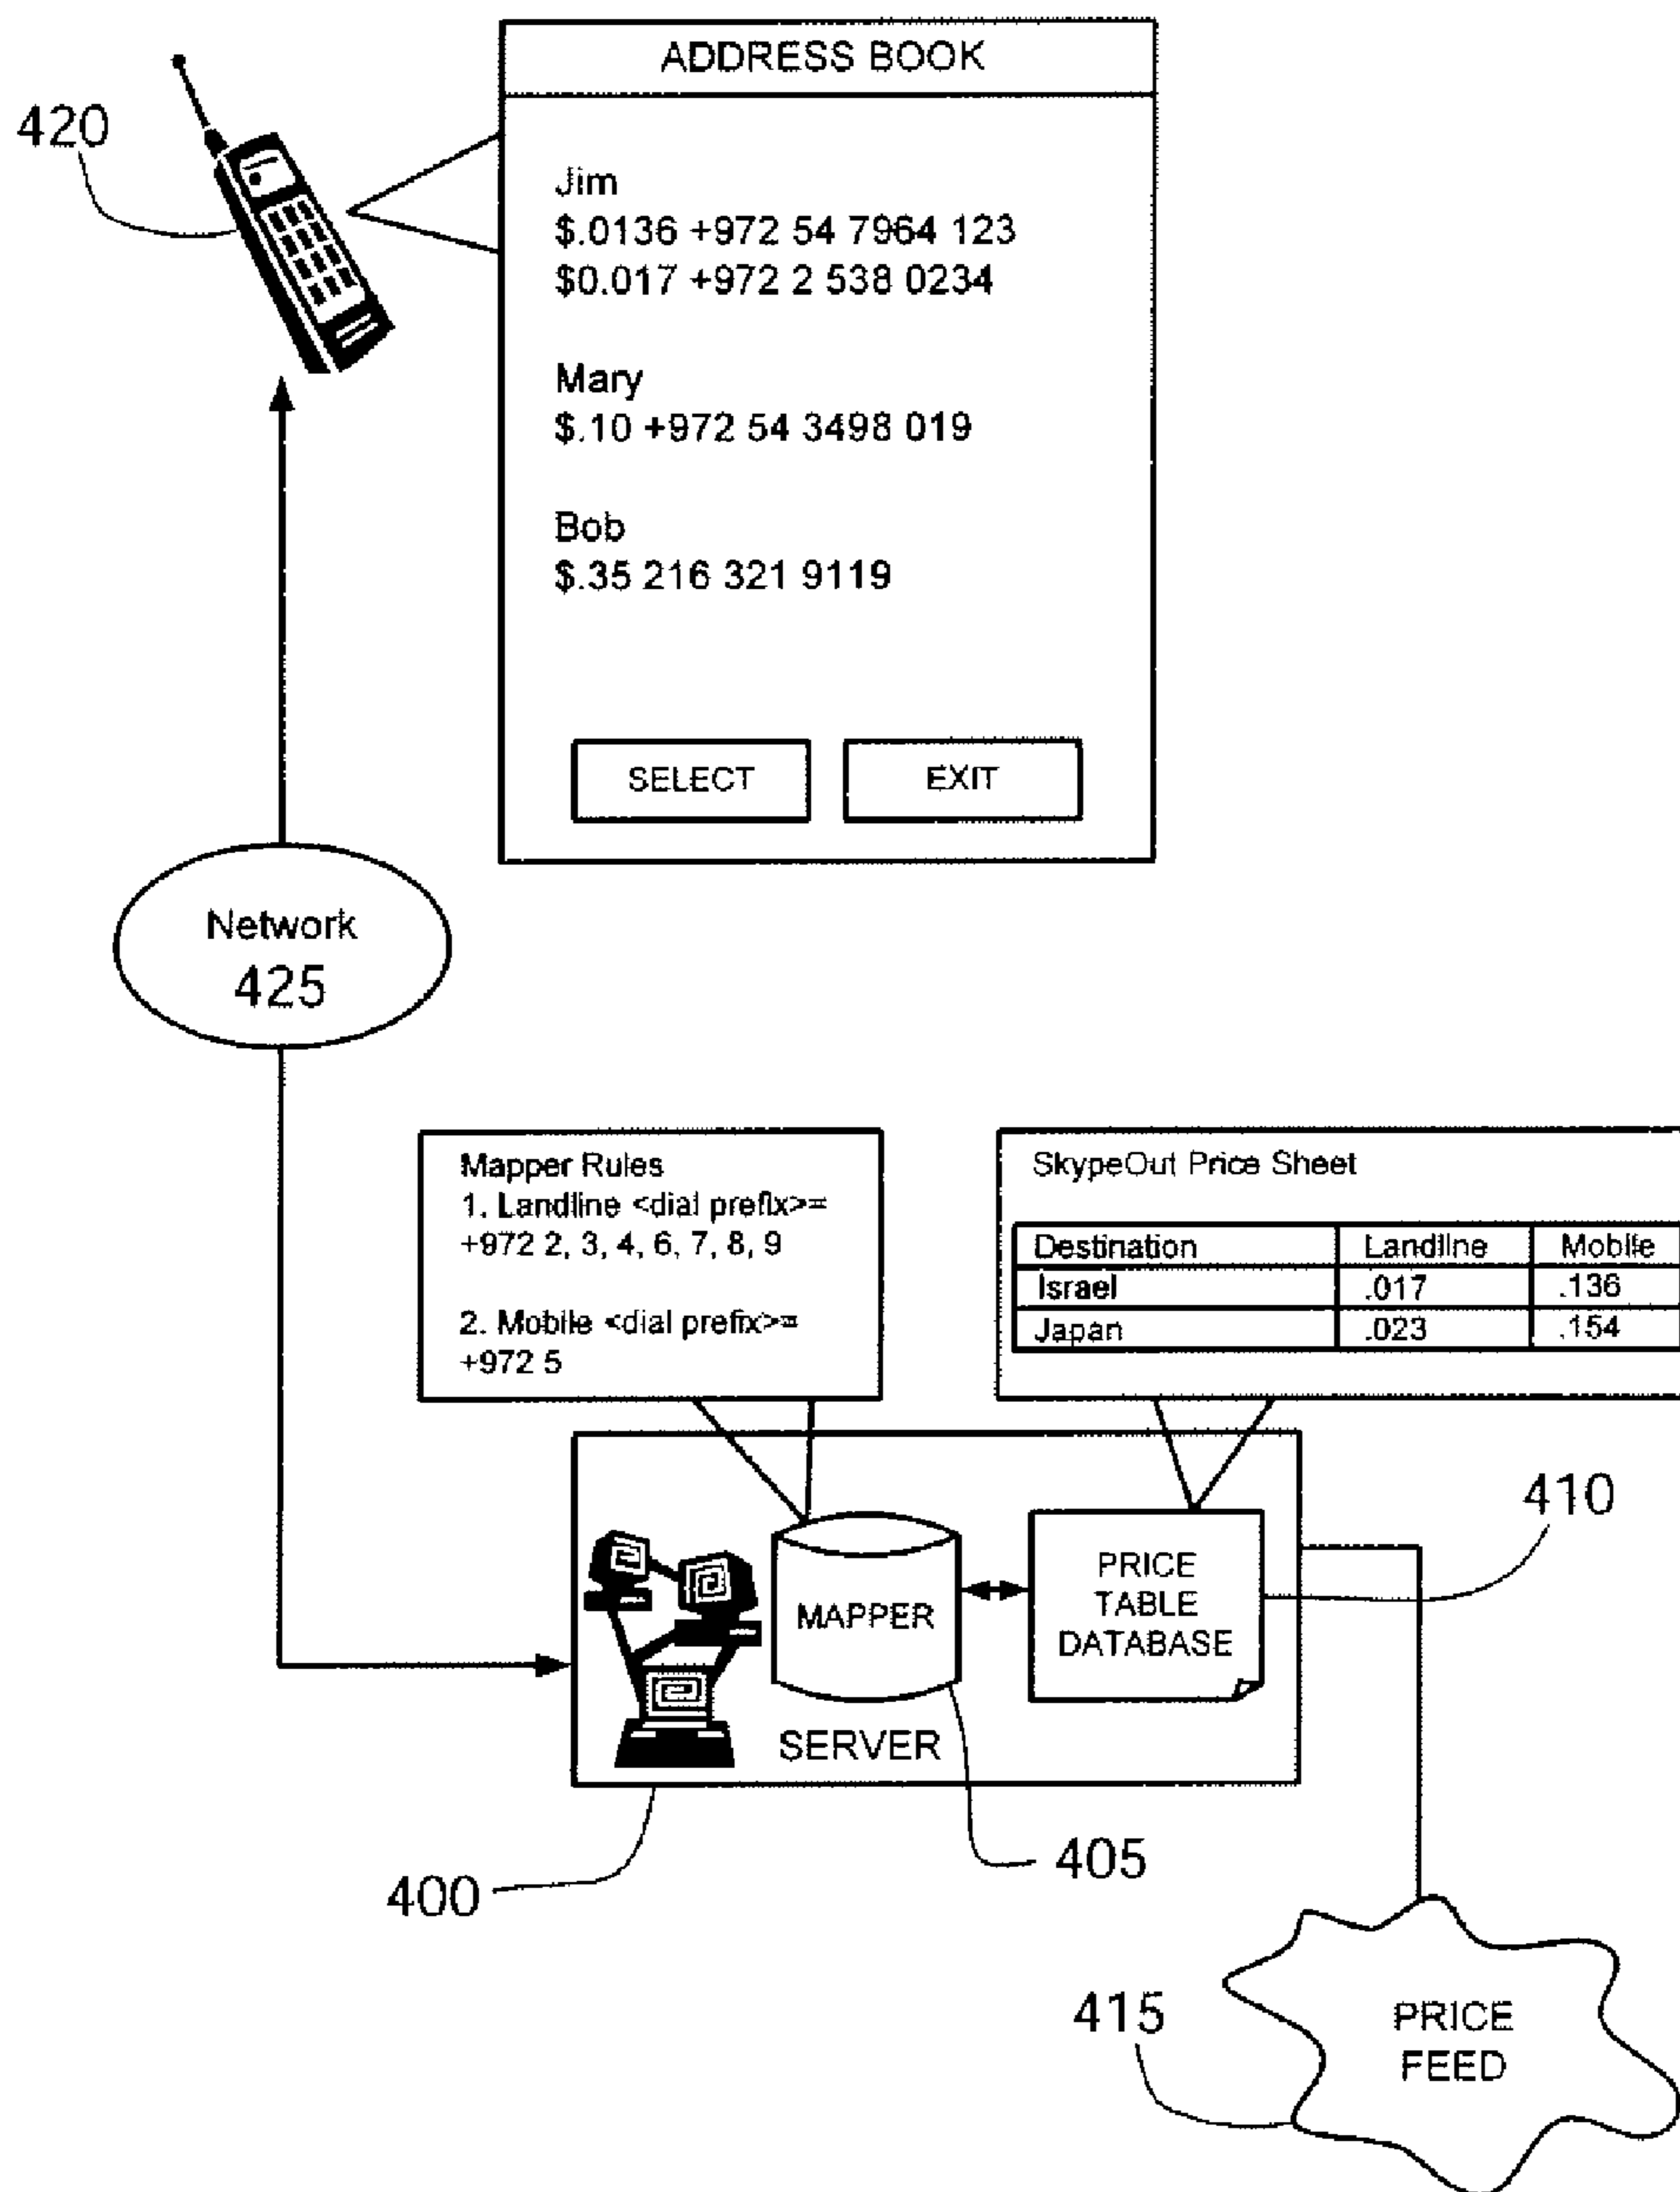 ADDRESS BOOK
420
Jim
$.0136 +972 54 7964 123
$0.017 +972 2 538 0234
Mary
$.10 +972 54 3498 019
Bob
$.35 216 321 9119
SELECT EXIT
Network
425
Mapper Rules
1. Landline <dial prefix>=
+972 2, 3, 4, 6, 7, 8, 9
2. Mobile <dial prefix>=
+972 5
SkypeOut Price Sheet
Destination Landline Mobile
Israel .017 .136
Japan .023 .154
410
MAPPER
PRICE
TABLE
DATABASE
SERVER
400
405
415
PRICE
FEED